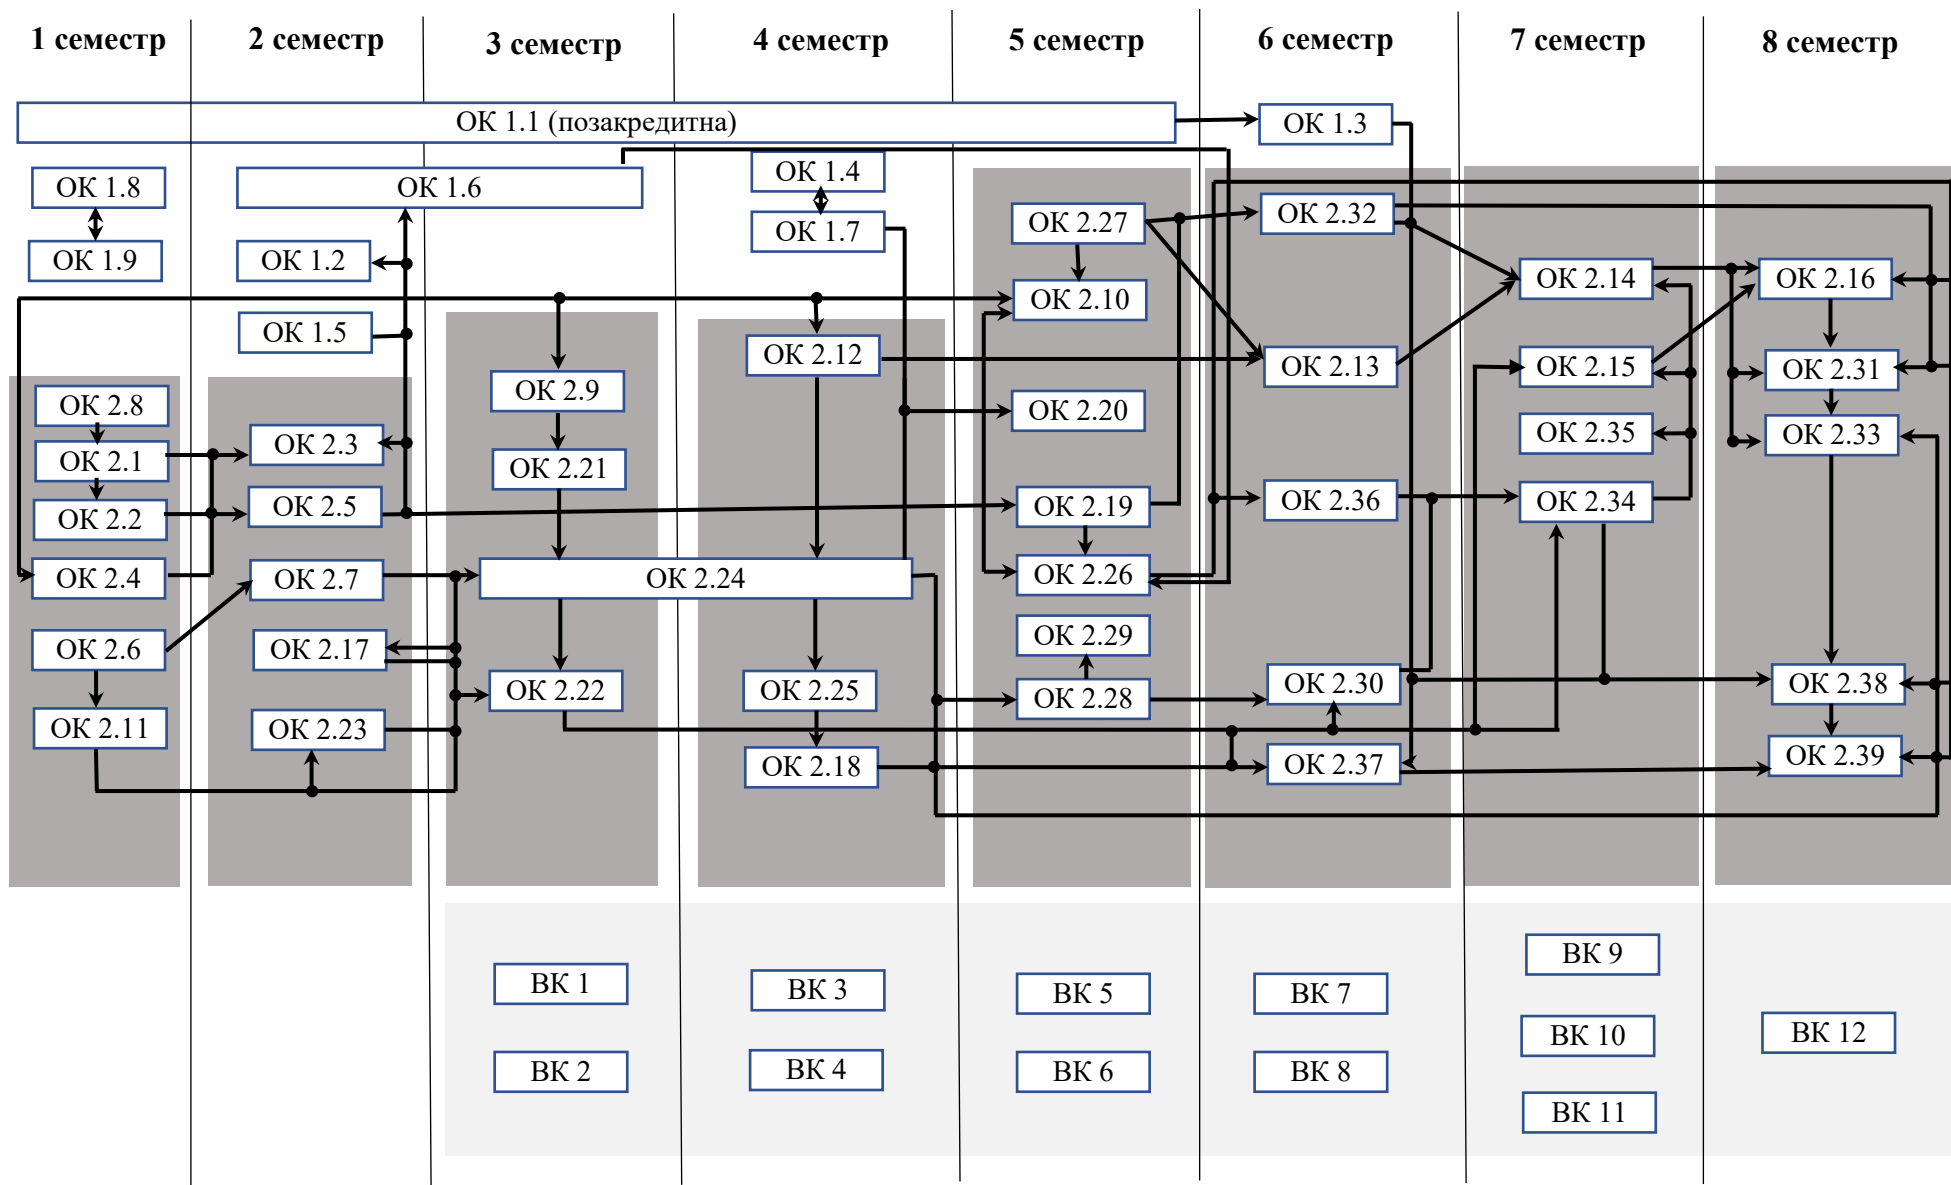 1 семестр
2 семестр
3 семестр
4 семестр
5 семестр
6 семестр
7 семестр
8 семестр
ОК 1.1 (позакредитна)
ОК 1.3
ОК 1.8
ОК 1.6
ОК 1.4
ОК 1.9
ОК 1.2
ОК 1.7
ОК 2.27
ОК 2.32
ОК 1.5
ОК 2.10
ОК 2.14
ОК 2.16
ОК 2.12
ОК 2.13
ОК 2.15
ОК 2.31
ОК 2.8
ОК 2.9
ОК 2.20
ОК 2.35
ОК 2.33
ОК 2.1
ОК 2.3
ОК 2.21
ОК 2.2
ОК 2.5
ОК 2.19
ОК 2.36
ОК 2.34
ОК 2.4
ОК 2.7
ОК 2.24
ОК 2.26
ОК 2.6
ОК 2.17
ОК 2.29
ОК 2.22
ОК 2.25
ОК 2.28
ОК 2.30
ОК 2.38
ОК 2.11
ОК 2.23
ОК 2.18
ОК 2.37
ОК 2.39
ВК 1
ВК 3
ВК 5
ВК 7
ВК 9
ВК 2
ВК 4
ВК 6
ВК 8
ВК 10
ВК 12
ВК 11